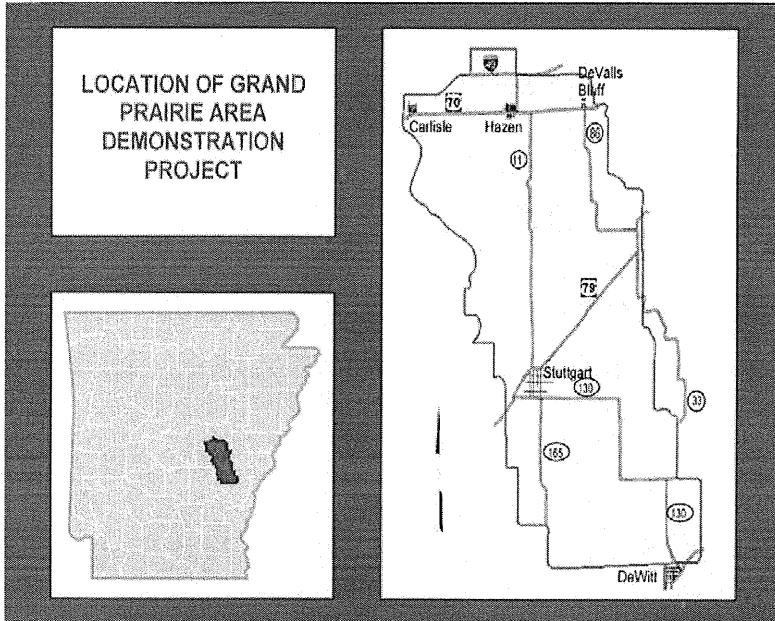 LOCATION OF GRAND
PRAIRIE AREA
DEMONSTRATION
PROJECT
DeValls
Bluff
70
Carlisle
Hazen
11
86
79
Stuttgart
130
33
165
130
DeWitt